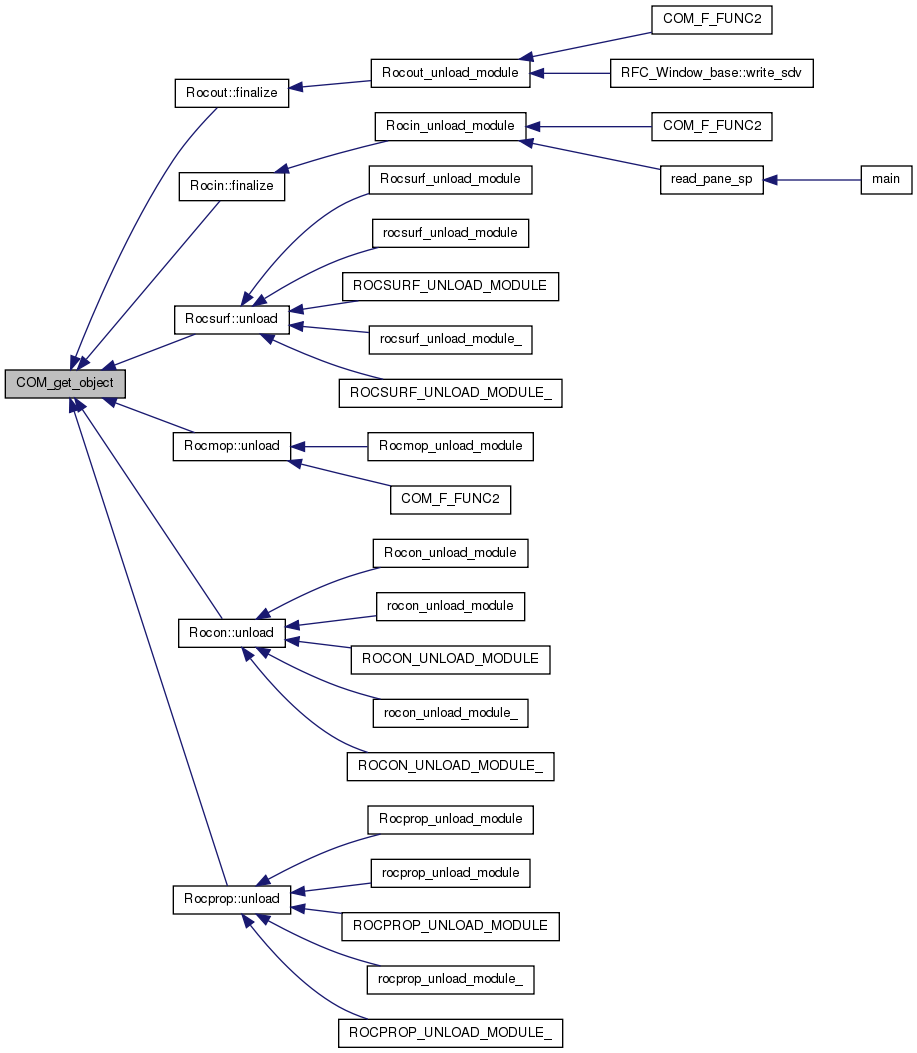 COM_F_FUNC2
Rocout_unload_module
RFC_Window_base::write_sdv
Rocout::finalize
Rocin_unload_module
COM_F_FUNC2
Rocin::finalize
Rocsurf_unload_module
read_pane_sp
main
rocsurf_unload_module
ROCSURF_UNLOAD_MODULE
Rocsurf::unload
rocsurf_unload_module_
COM_get_object
ROCSURF_UNLOAD_MODULE_
Rocmop::unload
Rocmop_unload_module
COM_F_FUNC2
Rocon_unload_module
rocon_unload_module
Rocon::unload
ROCON_UNLOAD_MODULE
rocon_unload_module_
ROCON_UNLOAD_MODULE_
Rocprop_unload_module
rocprop_unload_module
Rocprop::unload
ROCPROP_UNLOAD_MODULE
rocprop_unload_module_
ROCPROP_UNLOAD_MODULE_